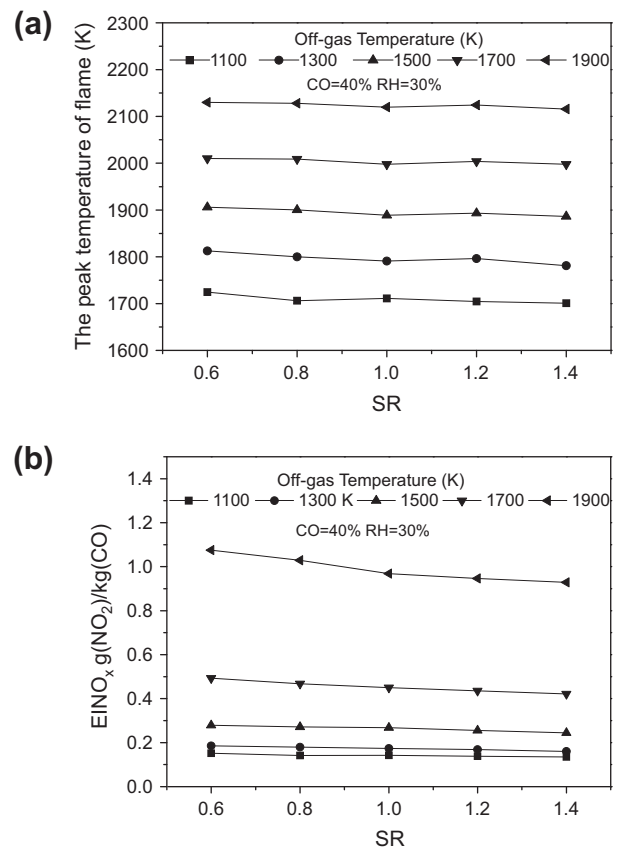 (a)
The peak temperature of flame (K)
2300
2200
2100
2000
1900
1800
1700
1600
Off-gas Temperature (K)
1100 1300 1500 1700 1900
CO=40% RH=30%
0.6 0.8 1.0 1.2 1.4
SR
(b)
EINOx g(NO2)/kg(CO)
1.4
1.2
1.0
0.8
0.6
0.4
0.2
0.0
Off-gas Temperature (K)
1100 1300 K 1500 1700 1900
CO=40% RH=30%
0.6 0.8 1.0 1.2 1.4
SR